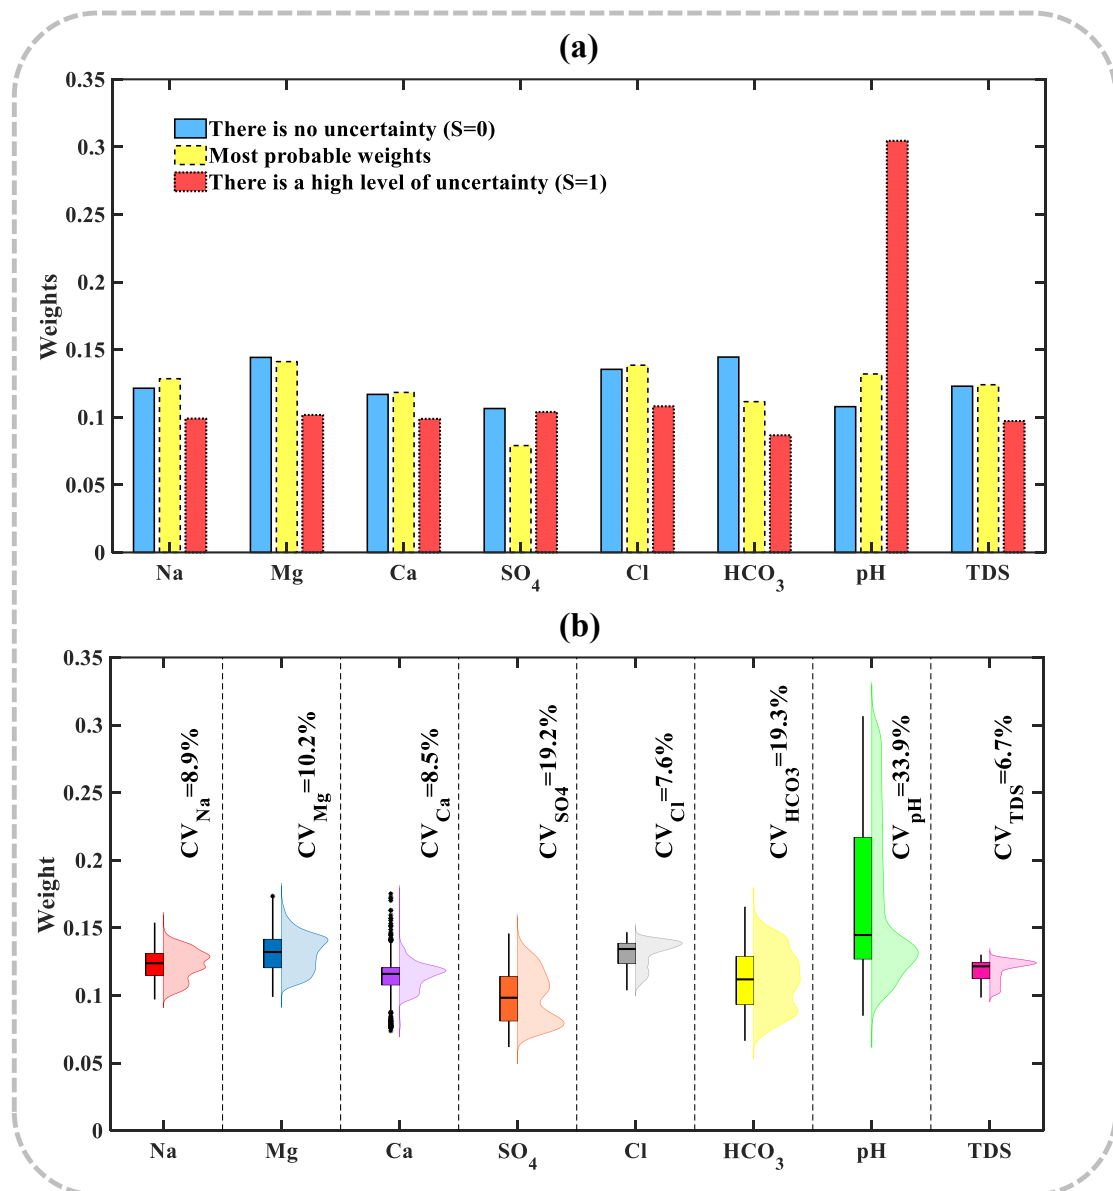 (a)
0.35
0.3
0.25
0.2
0.15
0.1
0.05
0
Weights
There is no uncertainty (S=0)
Most probable weights
There is a high level of uncertainty (S=1)
Na Mg Ca SO4 Cl HCO3 pH TDS
(b)
0.35
0.3
0.25
0.2
0.15
0.1
0.05
0
Weight
CVNa=8.9%
CVMg=10.2%
CVCa=8.5%
CVSO4=19.2%
CVCl=7.6%
CVHCO3=19.3%
CVpH=33.9%
CVTDS=6.7%
Na Mg Ca SO4 Cl HCO3 pH TDS